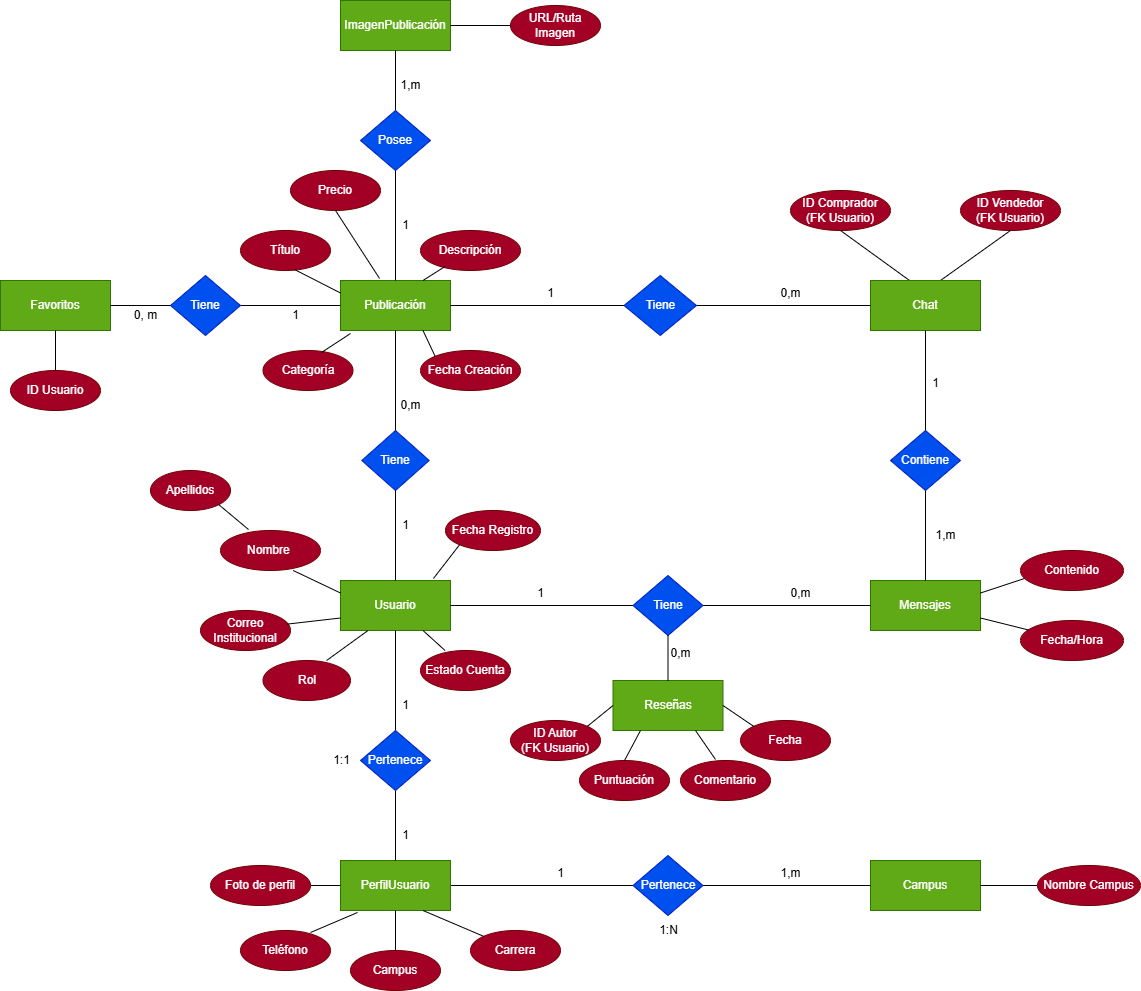 ImagenPublicación
URL/Ruta
Imagen
1,m
Posee
Precio
1
Título
Descripción
ID Comprador
(FK Usuario)
ID Vendedor
(FK Usuario)
Favoritos
0, m
Tiene
1
Publicación
1
Tiene
0,m
Chat
ID Usuario
Categoría
Fecha Creación
0,m
1
Tiene
Contiene
Apellidos
Nombre
1
Fecha Registro
1,m
Correo
Institucional
Usuario
1
Tiene
0,m
Mensajes
Contenido
Fecha/Hora
Rol
Estado Cuenta
0,m
1
Reseñas
ID Autor
(FK Usuario)
Puntuación
Comentario
Fecha
1:1
Pertenece
1
Foto de perfil
PerfilUsuario
1
Pertenece
1,m
Campus
Nombre Campus
1:N
Teléfono
Campus
Carrera